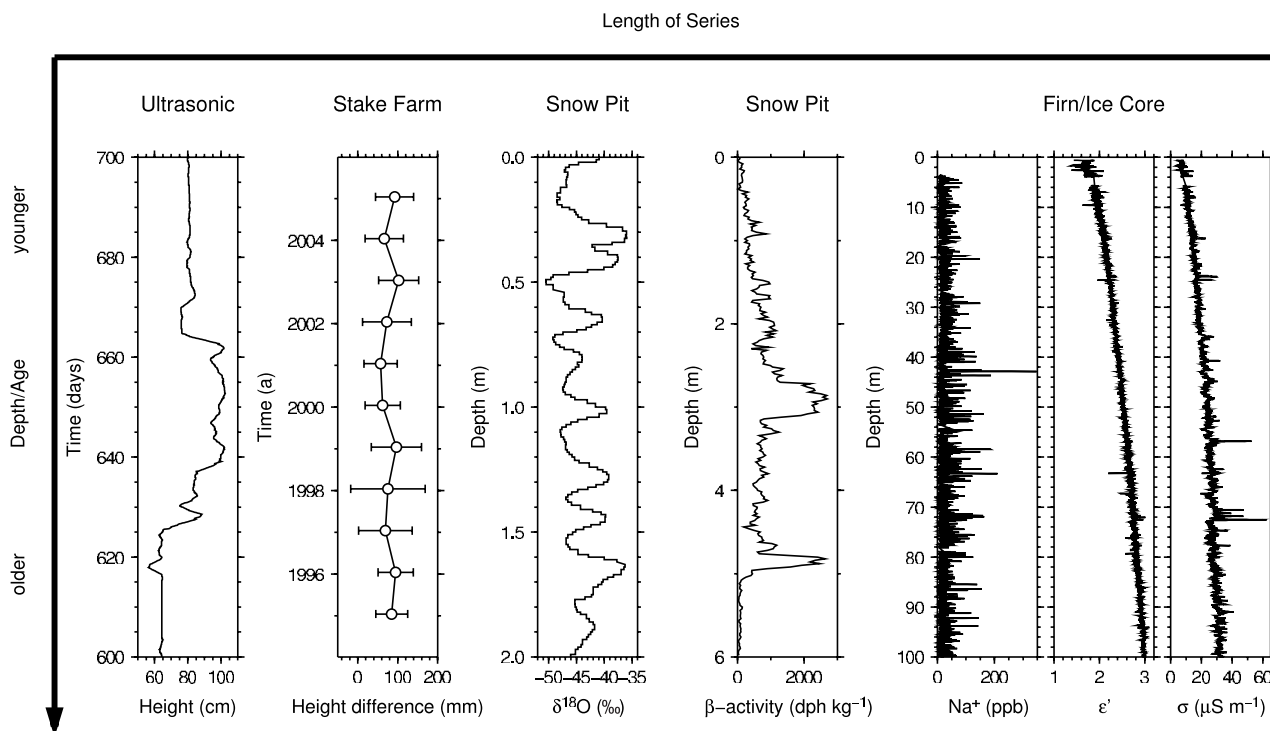 Length of Series
Ultrasonic
Stake Farm
Snow Pit
Snow Pit
Firn/Ice Core
younger
Depth/Age
older
Time (days)
700
680
660
640
620
600
60 80 100
Height (cm)
Time (a)
2004
2002
2000
1998
1996
0 100 200
Height difference (mm)
Depth (m)
0.0
0.5
1.0
1.5
2.0
−50 −45 −40 −35
δ¹⁸O (‰)
Depth (m)
0
2
4
6
0 2000
β−activity (dph kg⁻¹)
Depth (m)
0
10
20
30
40
50
60
70
80
90
100
0 200
Na⁺ (ppb)
1 2 3
ε'
0 20 40 60
σ (μS m⁻¹)